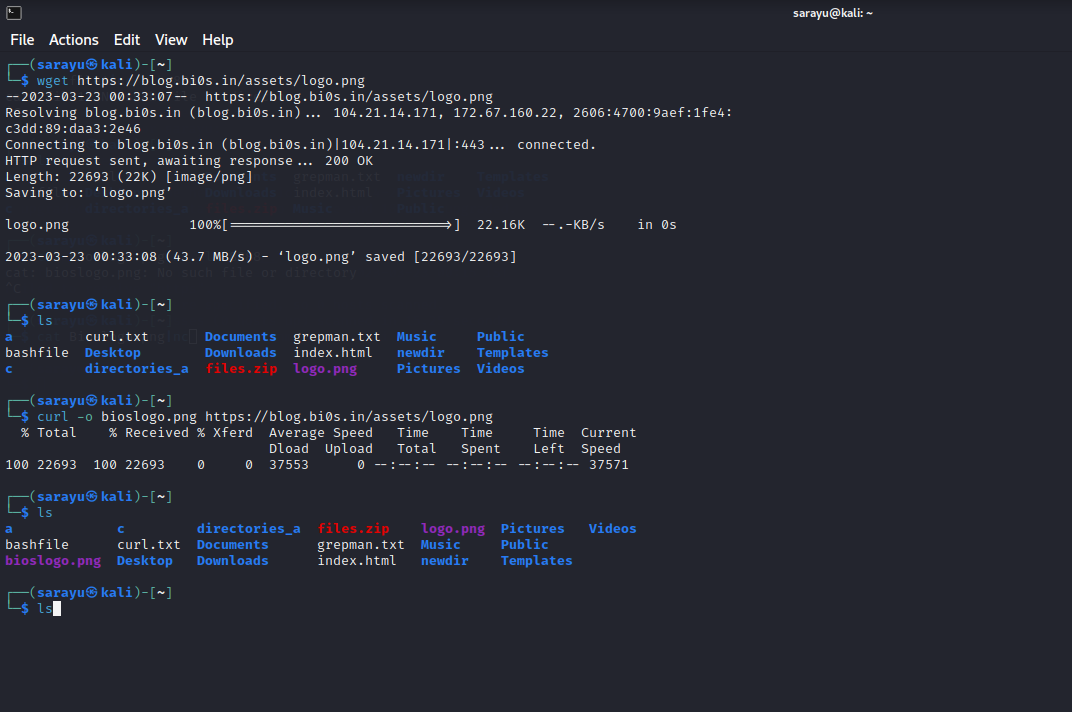 sarayu@kali: ~
File Actions Edit View Help
┌──(sarayu㉿kali)-[~]
└─$ wget https://blog.bi0s.in/assets/logo.png
--2023-03-23 00:33:07-- https://blog.bi0s.in/assets/logo.png
Resolving blog.bi0s.in (blog.bi0s.in)... 104.21.14.171, 172.67.160.22, 2606:4700:9aef:1fe4:
c3dd:89:daa3:2e46
Connecting to blog.bi0s.in (blog.bi0s.in)|104.21.14.171|:443... connected.
HTTP request sent, awaiting response... 200 OK
Length: 22693 (22K) [image/png]
Saving to: ‘logo.png’
logo.png 100%[===========================>] 22.16K --.-KB/s in 0s
2023-03-23 00:33:08 (43.7 MB/s) - ‘logo.png’ saved [22693/22693]
┌──(sarayu㉿kali)-[~]
└─$ ls
a curl.txt Documents grepman.txt Music Public
bashfile Desktop Downloads index.html newdir Templates
c directories_a files.zip logo.png Pictures Videos
┌──(sarayu㉿kali)-[~]
└─$ curl -o bioslogo.png https://blog.bi0s.in/assets/logo.png
% Total % Received % Xferd Average Speed Time Time Time Current
Dload Upload Total Spent Left Speed
100 22693 100 22693 0 0 37553 0 --:--:-- --:--:-- --:--:-- 37571
┌──(sarayu㉿kali)-[~]
└─$ ls
a c directories_a files.zip logo.png Pictures Videos
bashfile curl.txt Documents grepman.txt Music Public
bioslogo.png Desktop Downloads index.html newdir Templates
┌──(sarayu㉿kali)-[~]
└─$ ls